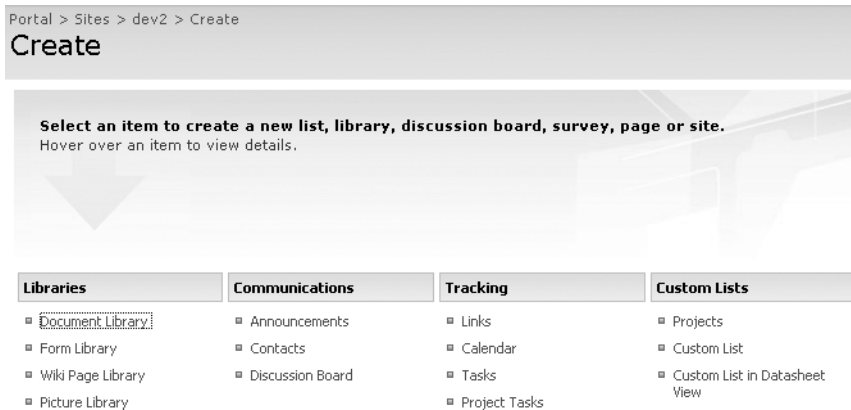 Portal > Sites > dev2 > Create
Create
Select an item to create a new list, library, discussion board, survey, page or site.
Hover over an item to view details.
Libraries
Document Library
Form Library
Wiki Page Library
Picture Library
Communications
Announcements
Contacts
Discussion Board
Tracking
Links
Calendar
Tasks
Project Tasks
Custom Lists
Projects
Custom List
Custom List in Datasheet
View